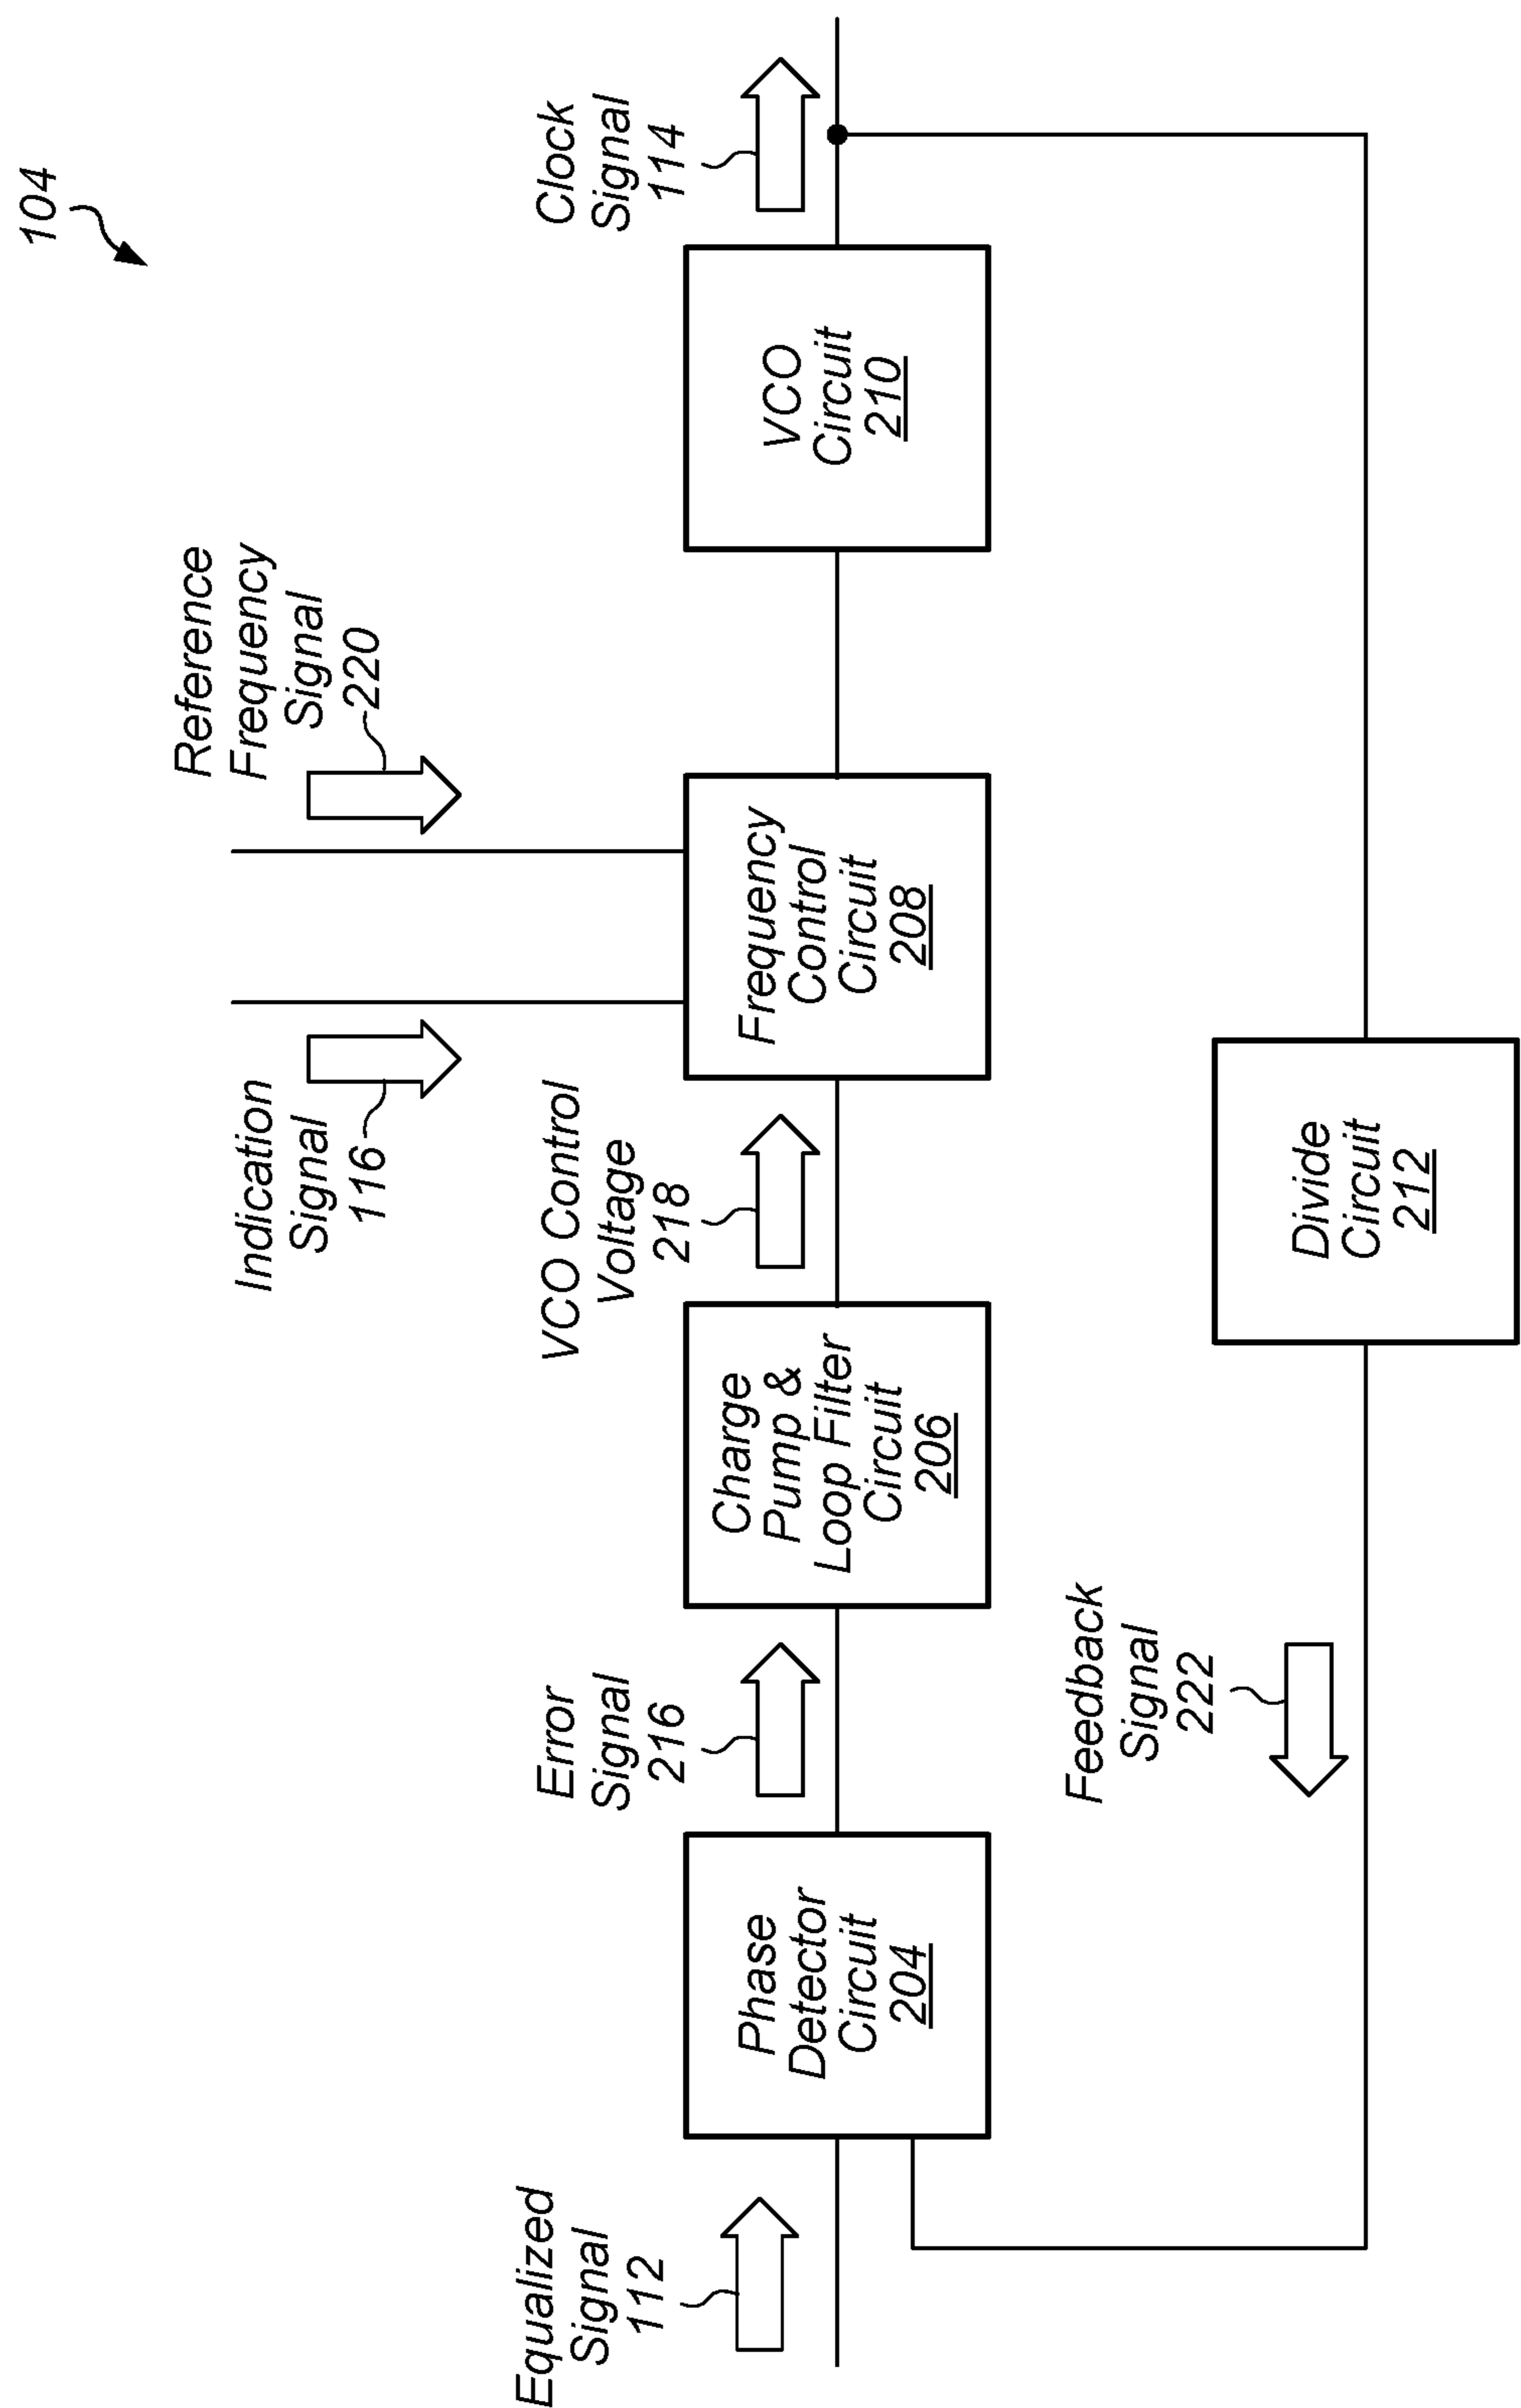 104
Reference
Frequency
Signal
220
Indication
Signal
116
Equalized
Signal
112
Error
Signal
216
VCO Control
Voltage
218
Clock
Signal
114
Phase
Detector
Circuit
204
Charge
Pump &
Loop Filter
Circuit
206
Frequency
Control
Circuit
208
VCO
Circuit
210
Feedback
Signal
222
Divide
Circuit
212